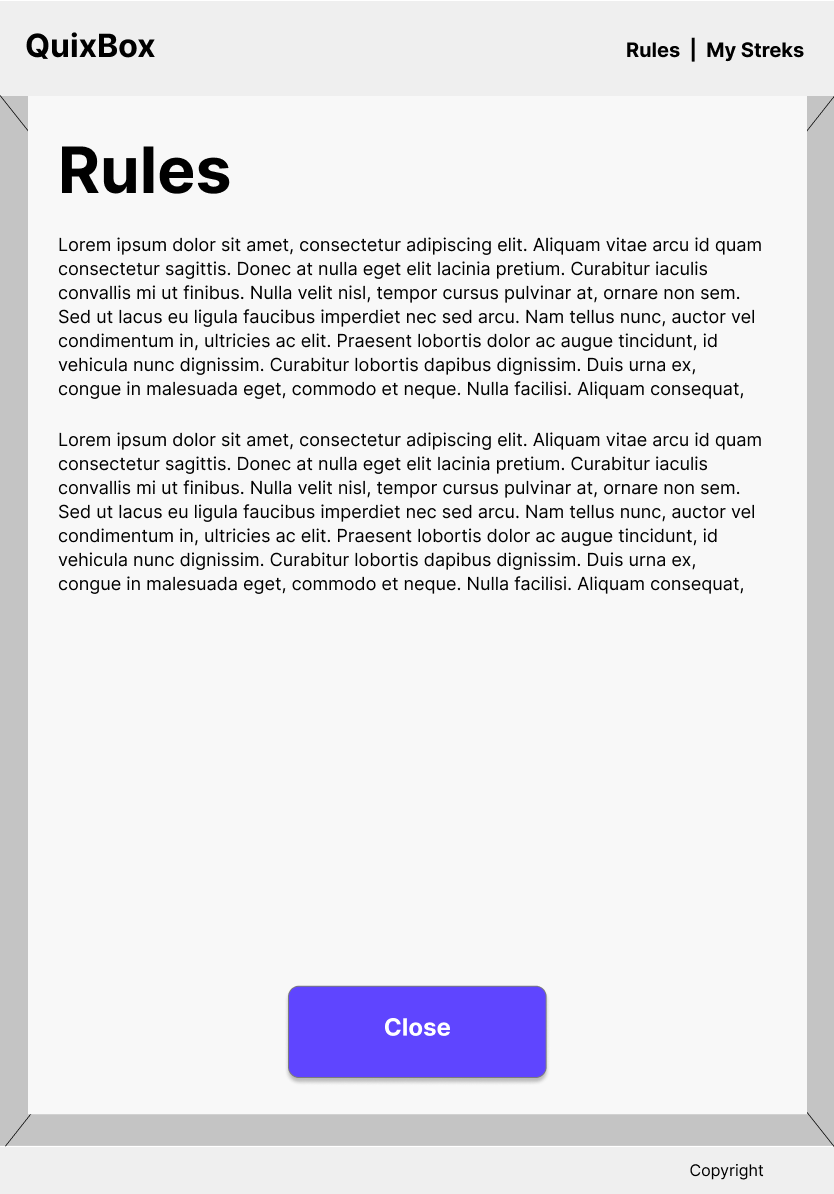 QuixBox
Rules | My Streks
Rules
Lorem ipsum dolor sit amet, consectetur adipiscing elit. Aliquam vitae arcu id quam
consectetur sagittis. Donec at nulla eget elit lacinia pretium. Curabitur iaculis
convallis mi ut finibus. Nulla velit nisl, tempor cursus pulvinar at, ornare non sem.
Sed ut lacus eu ligula faucibus imperdiet nec sed arcu. Nam tellus nunc, auctor vel
condimentum in, ultricies ac elit. Praesent lobortis dolor ac augue tincidunt, id
vehicula nunc dignissim. Curabitur lobortis dapibus dignissim. Duis urna ex,
congue in malesuada eget, commodo et neque. Nulla facilisi. Aliquam consequat,
Lorem ipsum dolor sit amet, consectetur adipiscing elit. Aliquam vitae arcu id quam
consectetur sagittis. Donec at nulla eget elit lacinia pretium. Curabitur iaculis
convallis mi ut finibus. Nulla velit nisl, tempor cursus pulvinar at, ornare non sem.
Sed ut lacus eu ligula faucibus imperdiet nec sed arcu. Nam tellus nunc, auctor vel
condimentum in, ultricies ac elit. Praesent lobortis dolor ac augue tincidunt, id
vehicula nunc dignissim. Curabitur lobortis dapibus dignissim. Duis urna ex,
congue in malesuada eget, commodo et neque. Nulla facilisi. Aliquam consequat,
Close
Copyright